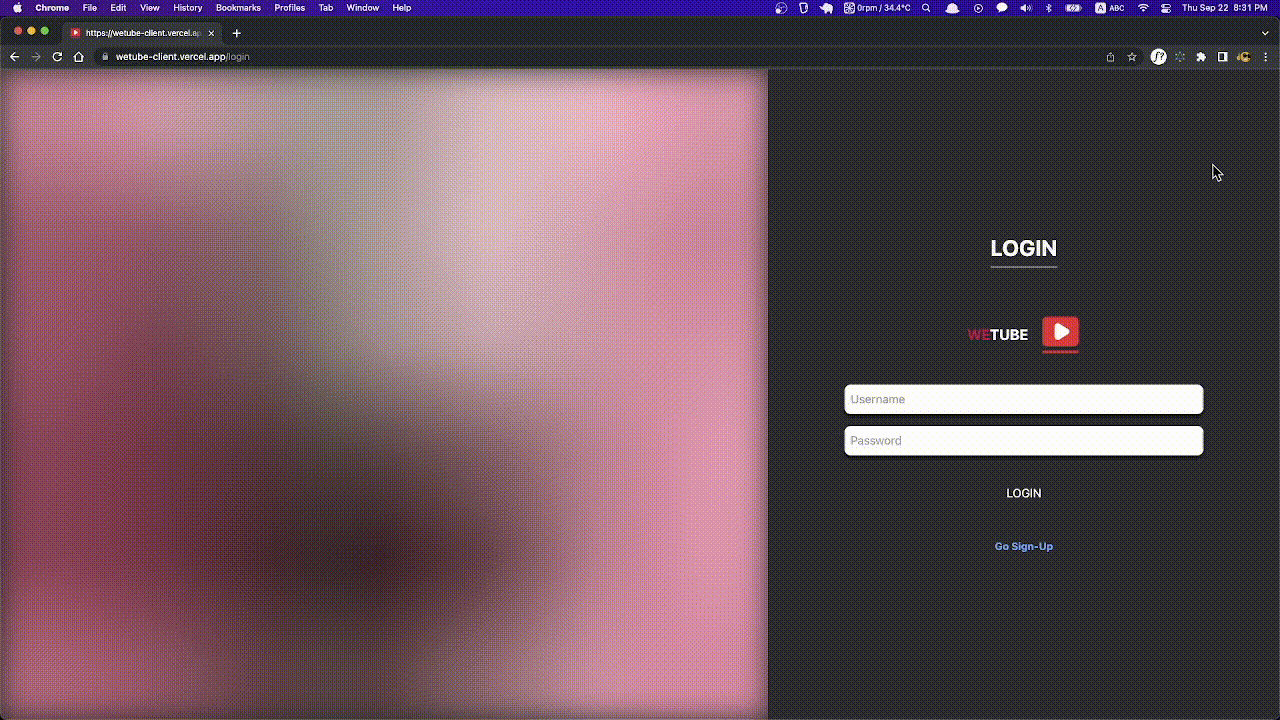 Chrome File Edit View History Bookmarks Profiles Tab Window Help 0rpm / 34.4°C A ABC Thu Sep 22 8:31 PM
https://wetube-client.vercel.ap
wetube-client.vercel.app/login f?
LOGIN
WETUBE
Username
Password
LOGIN
Go Sign-Up